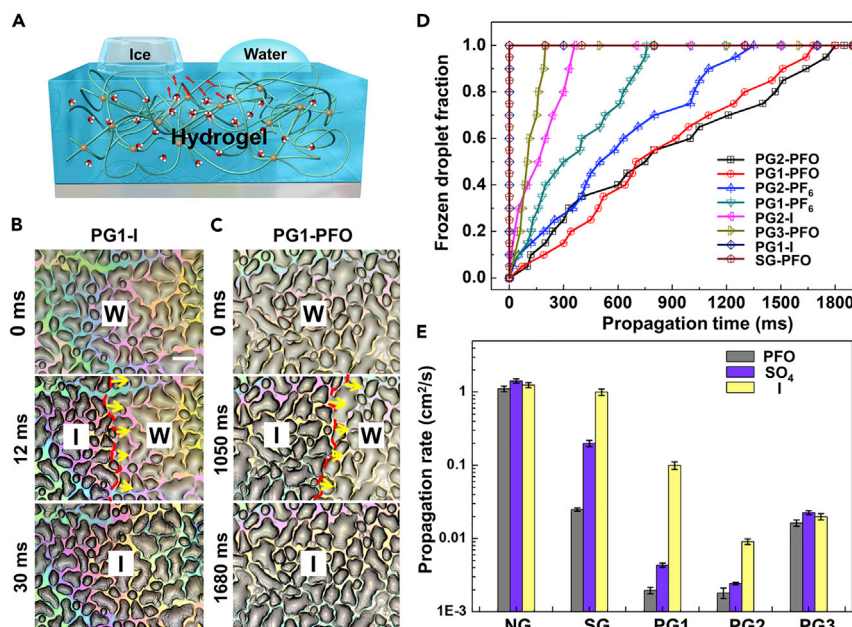 A
Ice
Water
Hydrogel
B
PG1-I
C
PG1-PFO
0 ms
W
0 ms
W
12 ms
I
W
1050 ms
I
W
30 ms
I
1680 ms
I
D
Frozen droplet fraction
1.0
0.8
0.6
0.4
0.2
0.0
PG2-PFO
PG1-PFO
PG2-PF₆
PG1-PF₆
PG2-I
PG3-PFO
PG1-I
SG-PFO
0 300 600 900 1200 1500 1800
Propagation time (ms)
E
Propagation rate (cm²/s)
1
0.1
0.01
1E-3
PFO
SO₄
I
NG SG PG1 PG2 PG3